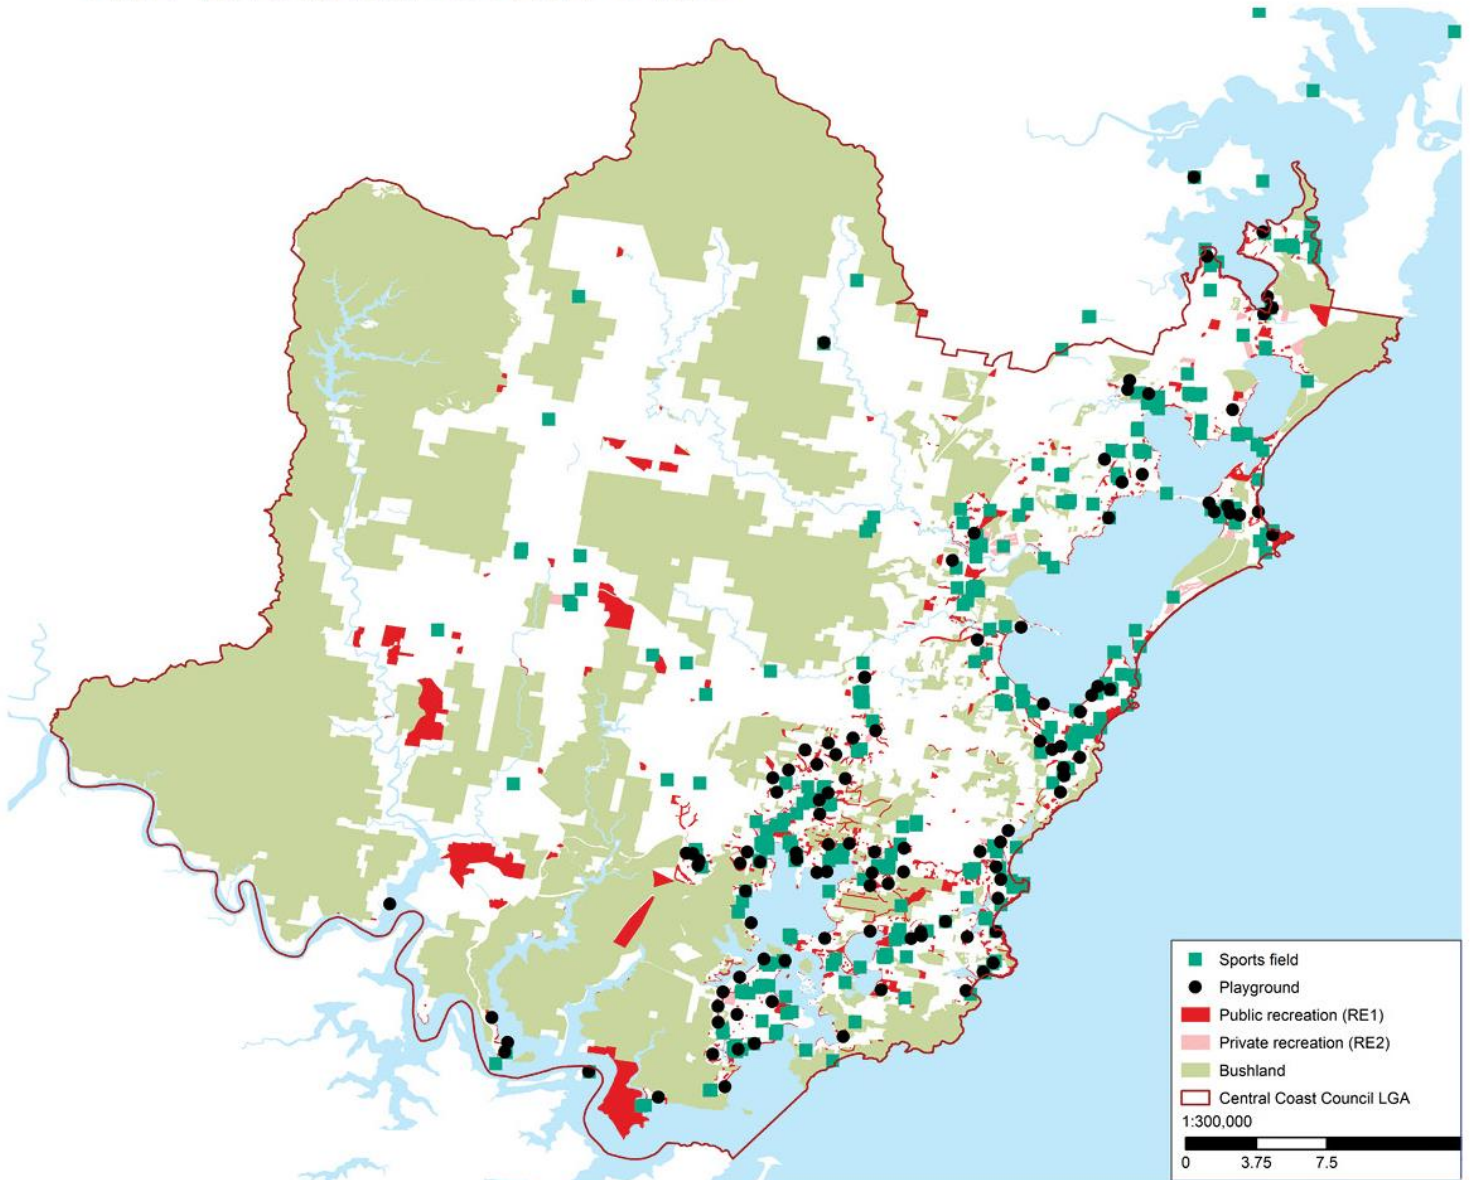 Sports field
Playground
Public recreation (RE1)
Private recreation (RE2)
Bushland
Central Coast Council LGA
1:300,000
0 3.75 7.5